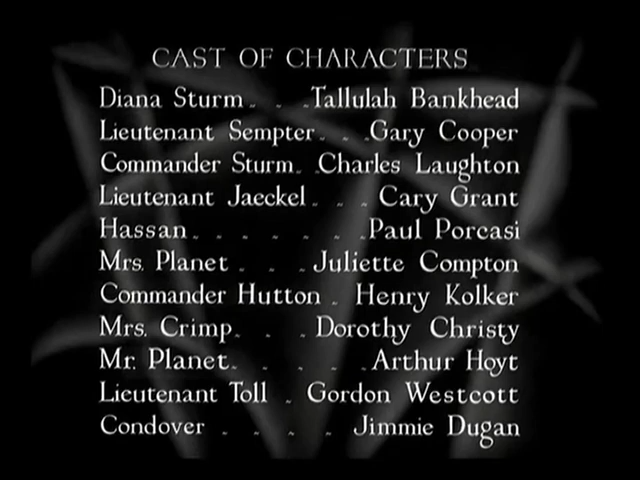 CAST OF CHARACTERS
Diana Sturm . . . Tallulah Bankhead
Lieutenant Sempter . . . Gary Cooper
Commander Sturm . . Charles Laughton
Lieutenant Jaeckel . . . Cary Grant
Hassan . . . . . . . Paul Porcasi
Mrs. Planet . . . Juliette Compton
Commander Hutton . Henry Kolker
Mrs. Crimp . . . Dorothy Christy
Mr. Planet . . . . . Arthur Hoyt
Lieutenant Toll . Gordon Westcott
Condover . . . . Jimmie Dugan